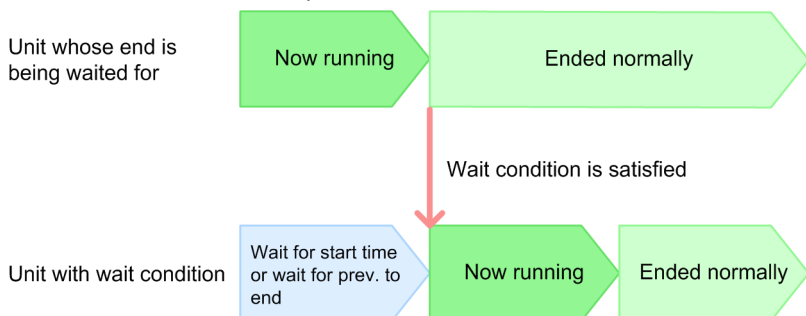 Unit whose end is
being waited for
Now running
Ended normally
Wait condition is satisfied
Unit with wait condition
Wait for start time
or wait for prev. to
end
Now running
Ended normally